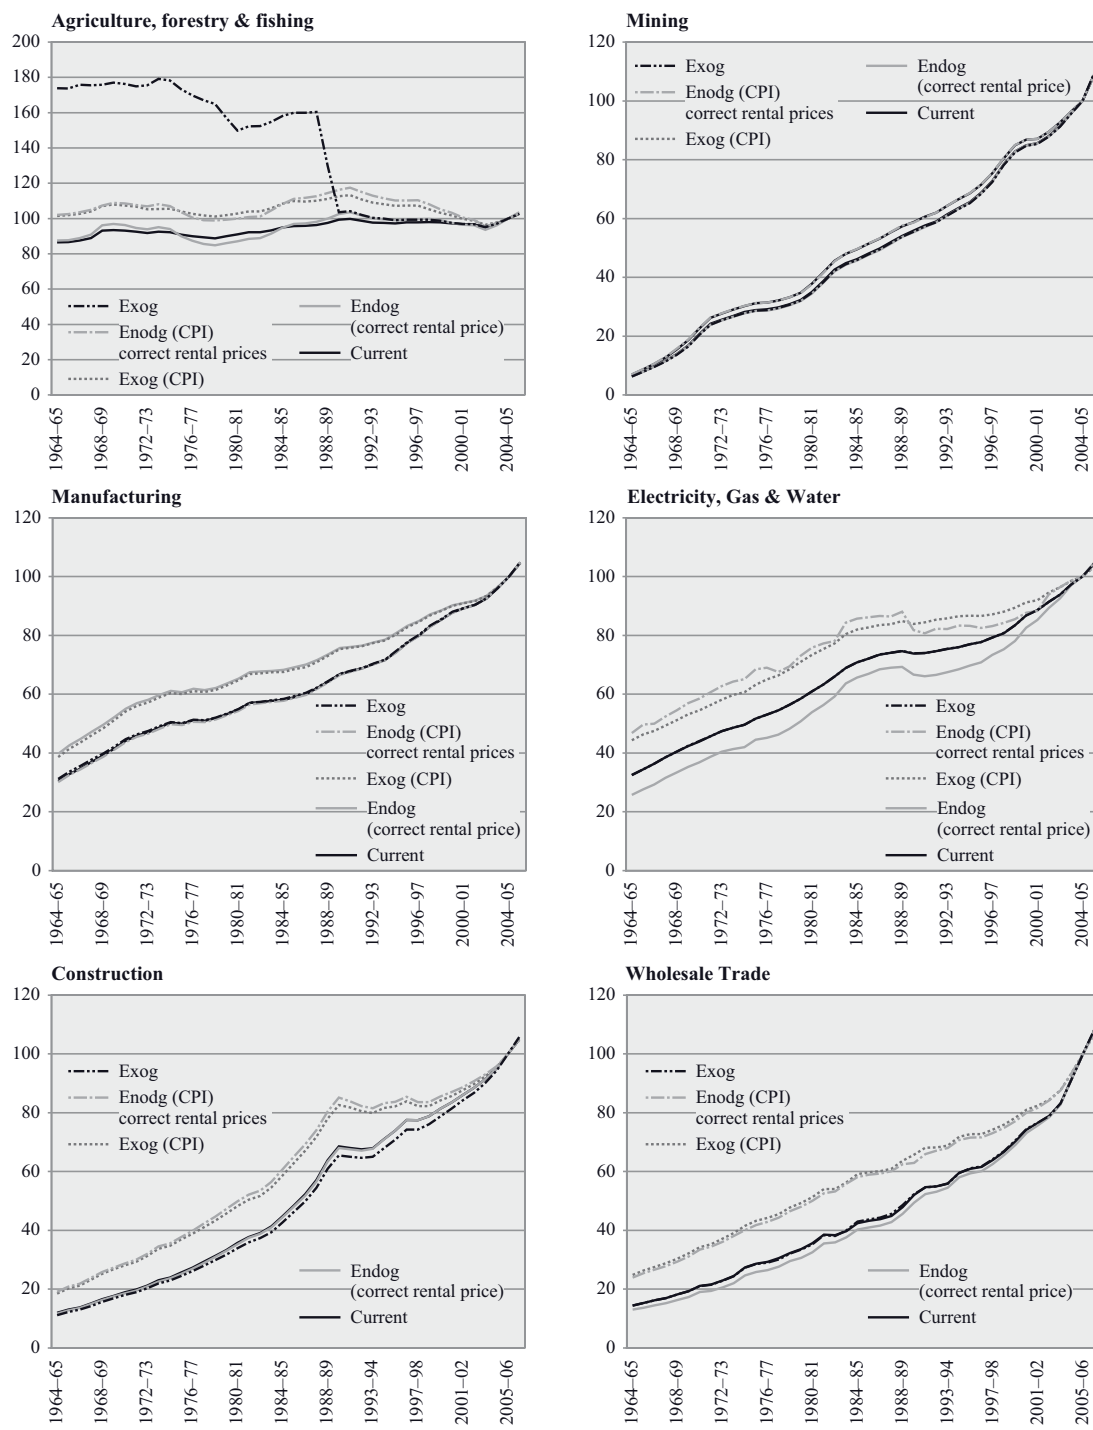 Agriculture, forestry & fishing
200
180
160
140
120
100
80
60
40
20
0
Exog
Enodg (CPI)
correct rental prices
Exog (CPI)
Endog
(correct rental price)
Current
1964–65
1968–69
1972–73
1976–77
1980–81
1984–85
1988–89
1992–93
1996–97
2000–01
2004–05
Mining
120
100
80
60
40
20
0
Exog
Enodg (CPI)
correct rental prices
Exog (CPI)
Endog
(correct rental price)
Current
1964–65
1968–69
1972–73
1976–77
1980–81
1984–85
1988–89
1992–93
1996–97
2000–01
2004–05
Manufacturing
120
100
80
60
40
20
0
Exog
Enodg (CPI)
correct rental prices
Exog (CPI)
Endog
(correct rental price)
Current
1964–65
1968–69
1972–73
1976–77
1980–81
1984–85
1988–89
1992–93
1996–97
2000–01
2004–05
Electricity, Gas & Water
120
100
80
60
40
20
0
Exog
Enodg (CPI)
correct rental prices
Exog (CPI)
Endog
(correct rental price)
Current
1964–65
1968–69
1972–73
1976–77
1980–81
1984–85
1988–89
1992–93
1996–97
2000–01
2004–05
Construction
120
100
80
60
40
20
0
Exog
Enodg (CPI)
correct rental prices
Exog (CPI)
Endog
(correct rental price)
Current
1964–65
1968–69
1972–73
1976–77
1980–81
1984–85
1988–89
1993–94
1997–98
2001–02
2005–06
Wholesale Trade
120
100
80
60
40
20
0
Exog
Enodg (CPI)
correct rental prices
Exog (CPI)
Endog
(correct rental price)
Current
1964–65
1968–69
1972–73
1976–77
1980–81
1984–85
1988–89
1993–94
1997–98
2001–02
2005–06